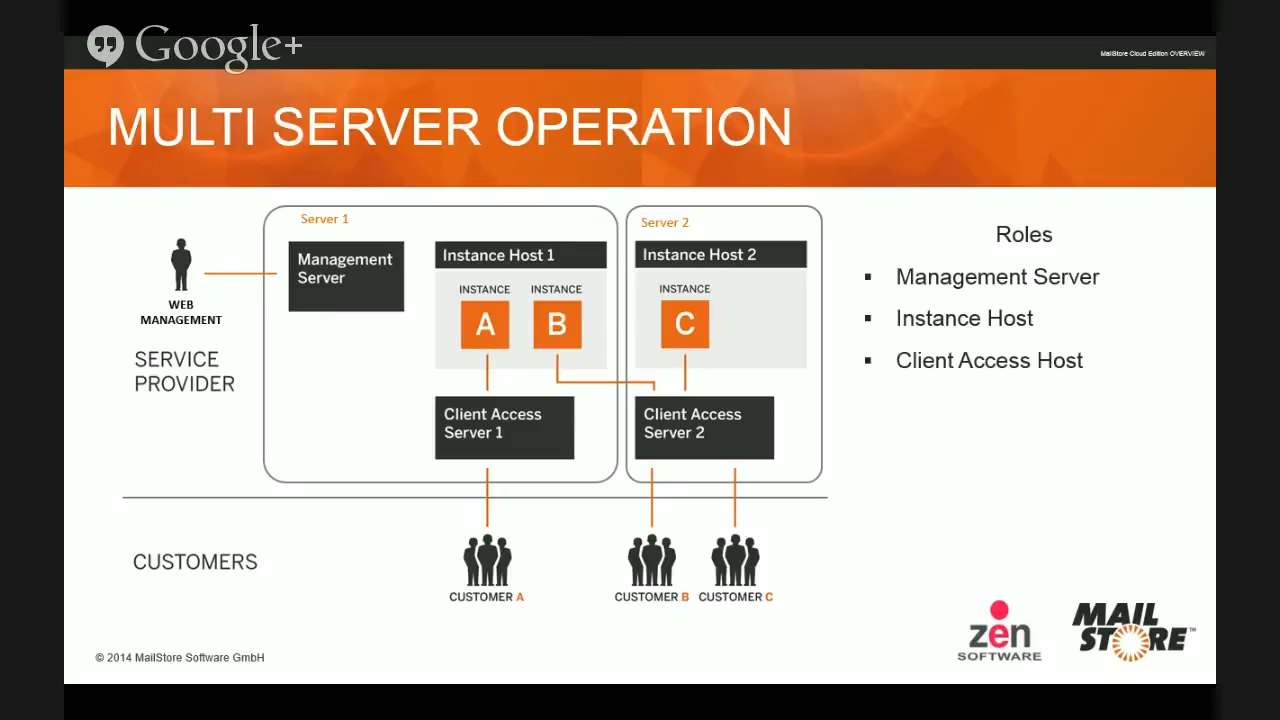 Google+
MailStore Cloud Edition OVERVIEW
MULTI SERVER OPERATION
Server 1
Server 2
WEB
MANAGEMENT
SERVICE
PROVIDER
Management
Server
Instance Host 1
INSTANCE INSTANCE
A B
Instance Host 2
INSTANCE
C
Client Access
Server 1
Client Access
Server 2
Roles
▪ Management Server
▪ Instance Host
▪ Client Access Host
CUSTOMERS
CUSTOMER A
CUSTOMER B
CUSTOMER C
© 2014 MailStore Software GmbH
zen
SOFTWARE
MAIL
STORE™